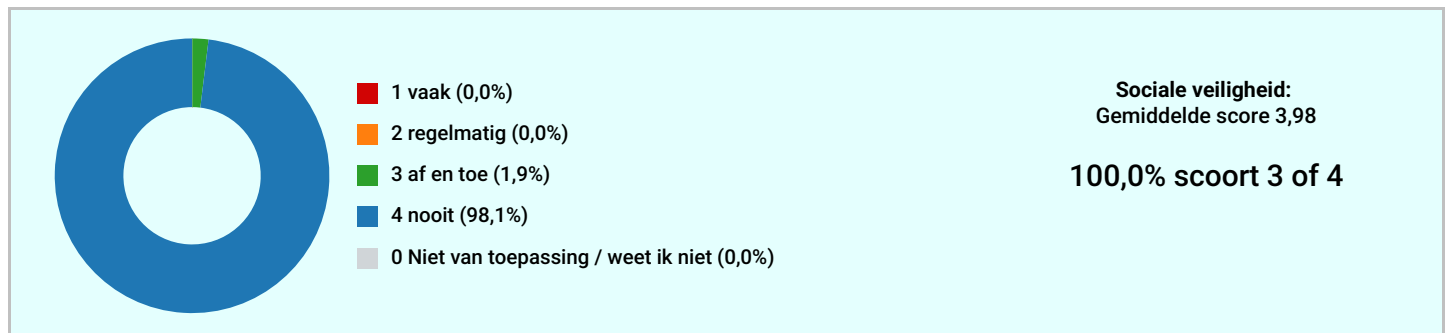 1 vaak (0,0%)
2 regelmatig (0,0%)
3 af en toe (1,9%)
4 nooit (98,1%)
0 Niet van toepassing / weet ik niet (0,0%)
Sociale veiligheid:
Gemiddelde score 3,98
100,0% scoort 3 of 4